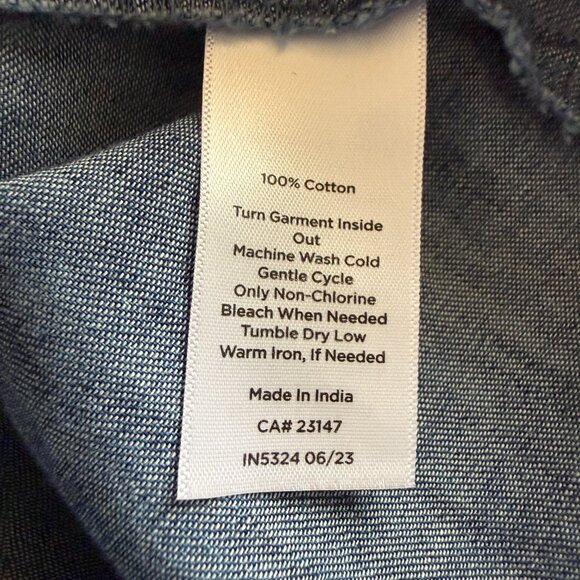 100% Cotton
Turn Garment Inside
Out
Machine Wash Cold
Gentle Cycle
Only Non-Chlorine
Bleach When Needed
Tumble Dry Low
Warm Iron, If Needed
Made In India
CA# 23147
IN5324 06/23